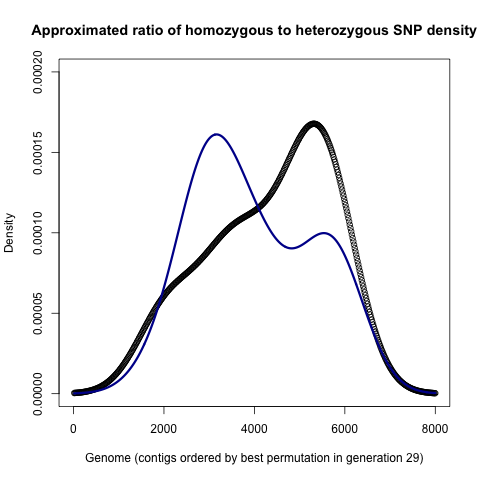 Approximated ratio of homozygous to heterozygous SNP density
0.00020
0.00015
0.00010
0.00005
0.00000
Density
0 2000 4000 6000 8000
Genome (contigs ordered by best permutation in generation 29)